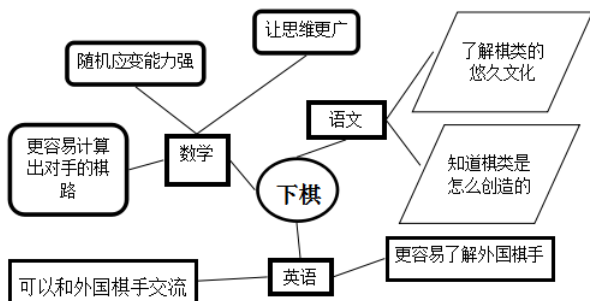 让思维更广
随机应变能力强
了解棋类的
悠久文化
语文
更容易计算
出对手的棋
路
数学
知道棋类是
怎么创造的
下棋
更容易了解外国棋手
英语
可以和外国棋手交流